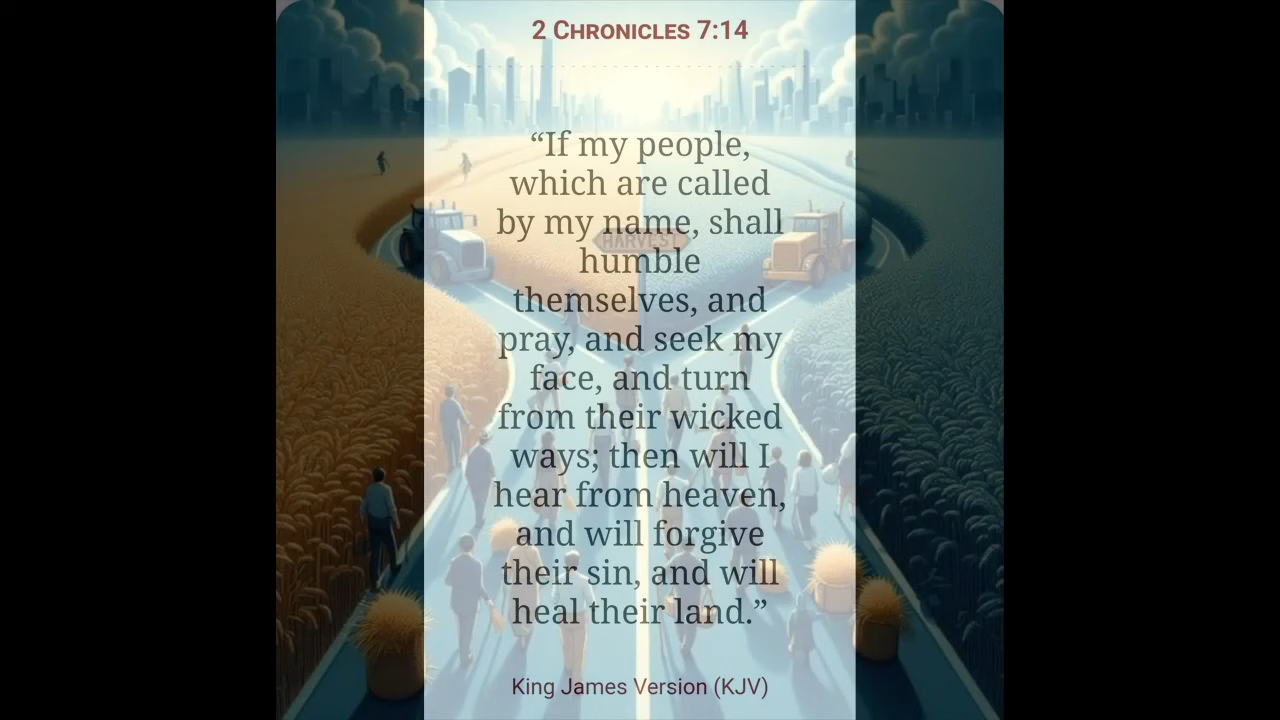 2 Chronicles 7:14
“If my people,
which are called
by my name, shall
humble
themselves, and
pray, and seek my
face, and turn
from their wicked
ways; then will I
hear from heaven,
and will forgive
their sin, and will
heal their land.”
HARVEST
King James Version (KJV)